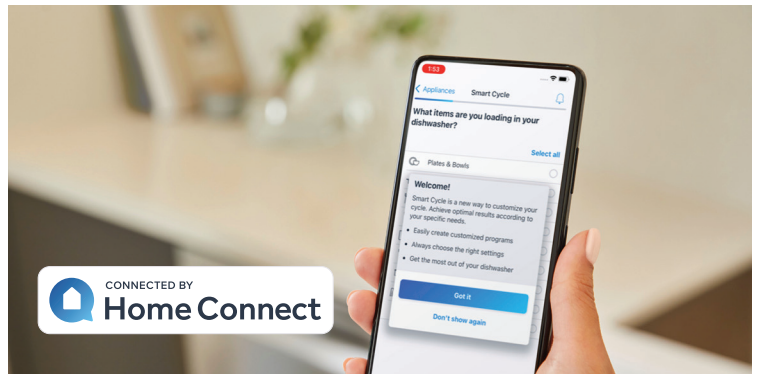 1:53
Appliances
Smart Cycle
What items are you loading in your
dishwasher?
Select all
Plates & Bowls
Welcome!
Smart Cycle is a new way to customize your
cycle. Achieve optimal results according to
your specific needs.
• Easily create customized programs
• Always choose the right settings
• Get the most out of your dishwasher
Got it
Don't show again
CONNECTED BY
Home Connect